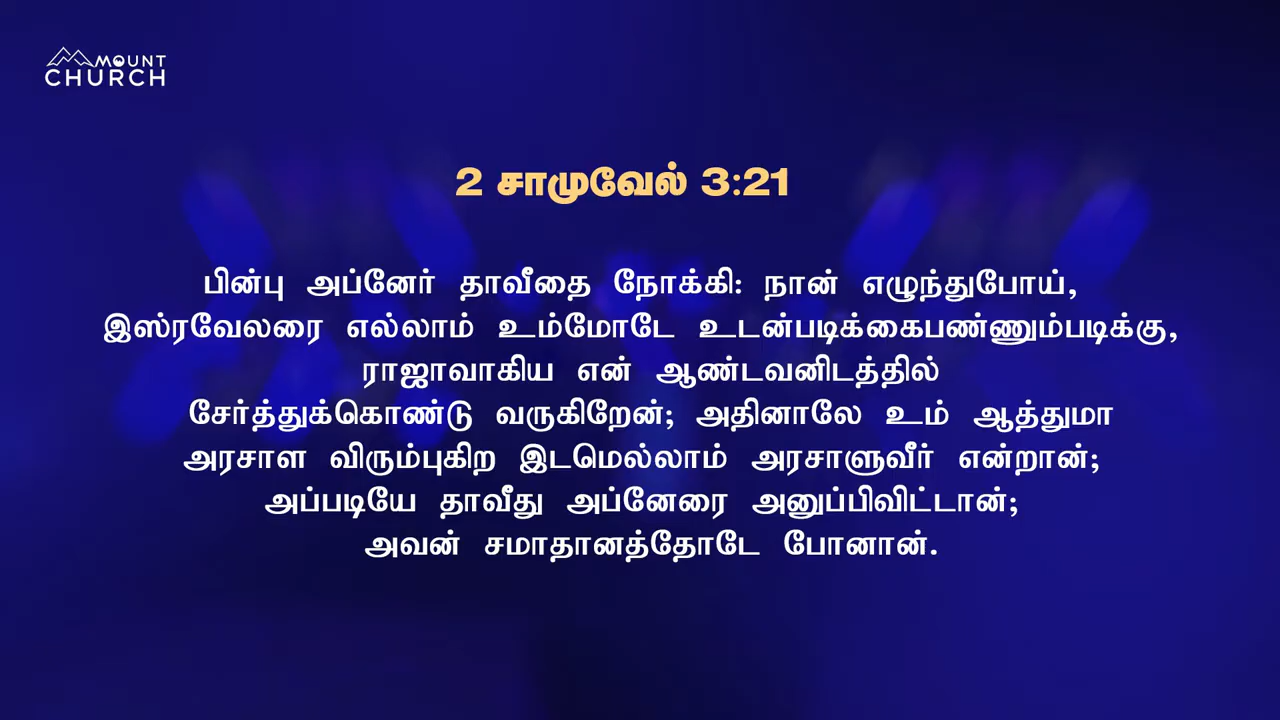 MOUNT
CHURCH
2 சாமுவேல் 3:21
பின்பு அப்னேர் தாவீதை நோக்கி: நான் எழுந்துபோய்,
இஸ்ரவேலரை எல்லாம் உம்மோடே உடன்படிக்கைபண்ணும்படிக்கு,
ராஜாவாகிய என் ஆண்டவனிடத்தில்
சேர்த்துக்கொண்டு வருகிறேன்; அதினாலே உம் ஆத்துமா
அரசாள விரும்புகிற இடமெல்லாம் அரசாளுவீர் என்றான்;
அப்படியே தாவீது அப்னேரை அனுப்பிவிட்டான்;
அவன் சமாதானத்தோடே போனான்.